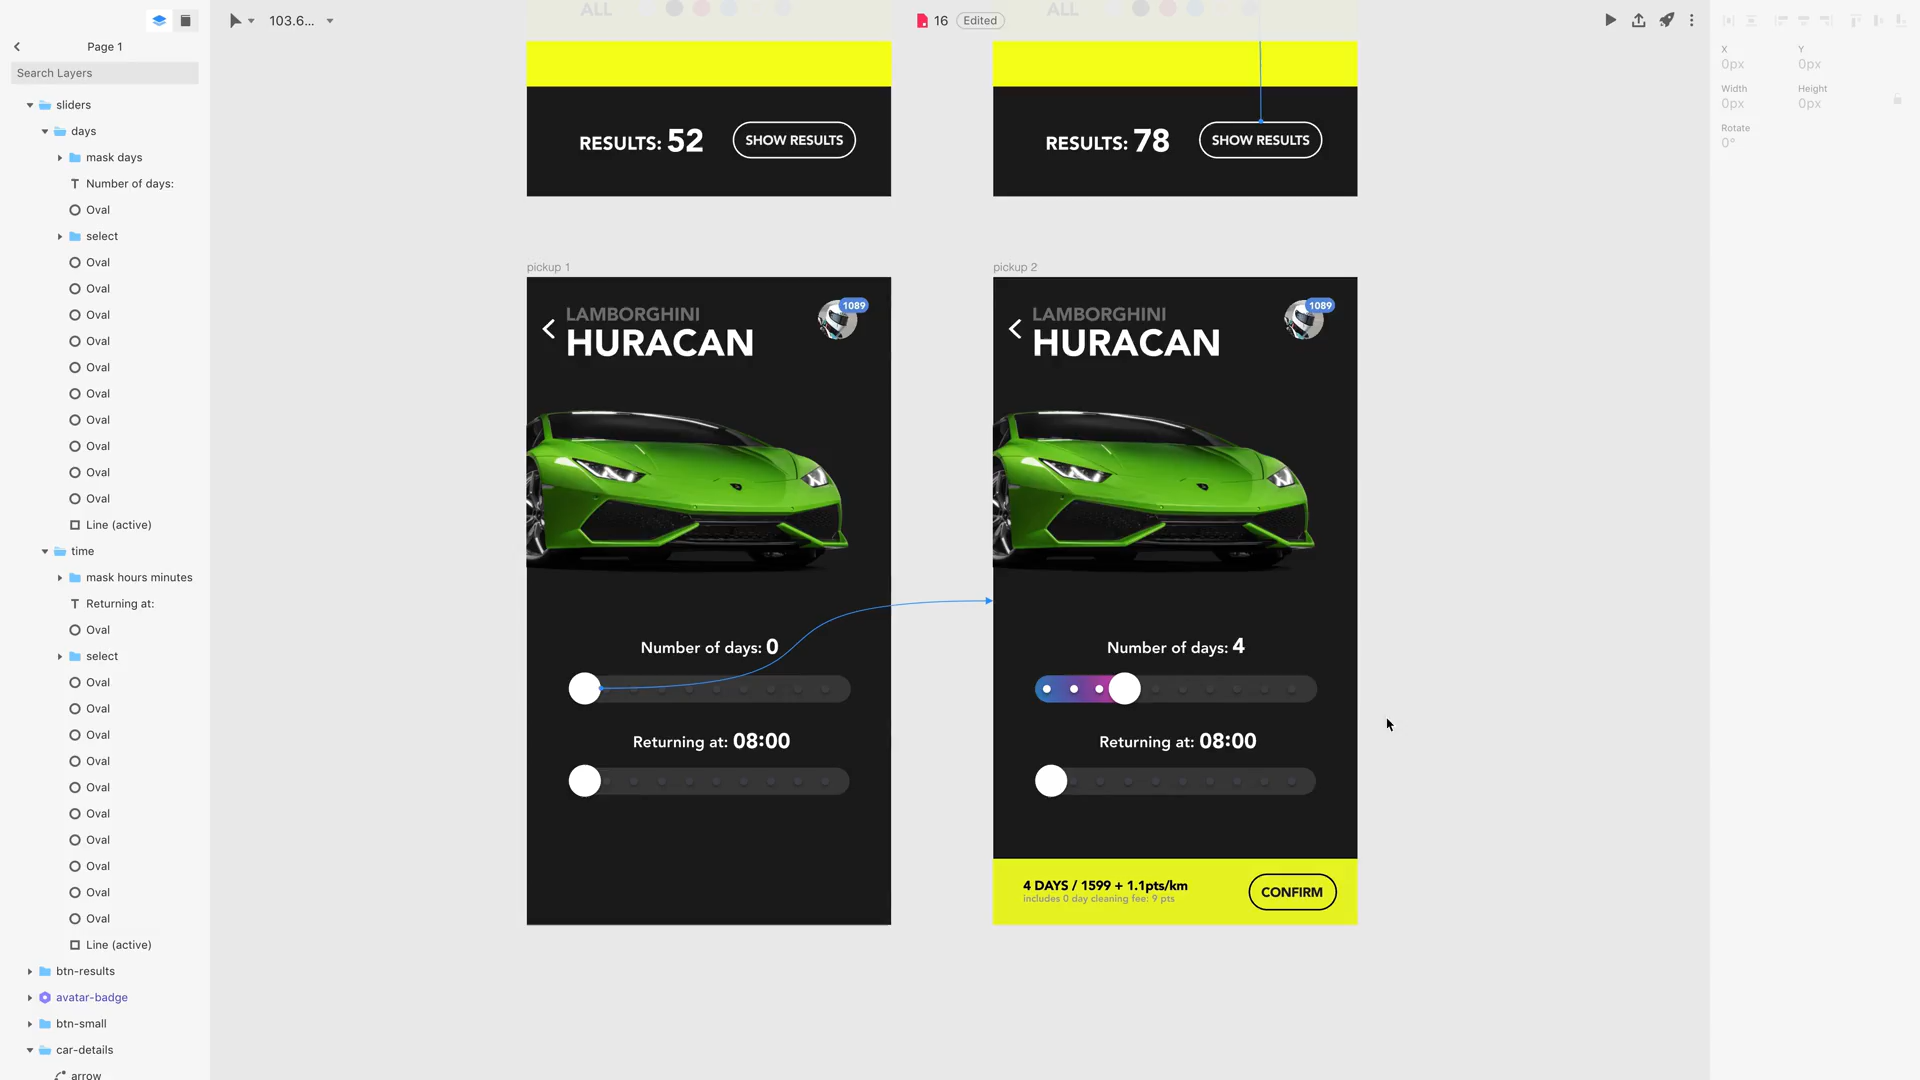 103.6...
16
Edited
Page 1
Search Layers
sliders
days
mask days
Number of days:
Oval
select
Oval
Oval
Oval
Oval
Oval
Oval
Oval
Oval
Oval
Oval
Line (active)
time
mask hours minutes
Returning at:
Oval
select
Oval
Oval
Oval
Oval
Oval
Oval
Oval
Oval
Oval
Oval
Line (active)
btn-results
avatar-badge
btn-small
car-details
arrow
ALL
RESULTS: 52
SHOW RESULTS
ALL
RESULTS: 78
SHOW RESULTS
pickup 1
LAMBORGHINI
HURACAN
1089
Number of days: 0
Returning at: 08:00
pickup 2
LAMBORGHINI
HURACAN
1089
Number of days: 4
Returning at: 08:00
4 DAYS / 1599 + 1.1pts/km
includes 0 day cleaning fee: 9 pts
CONFIRM
X
Y
0px
0px
Width
Height
0px
0px
Rotate
0°